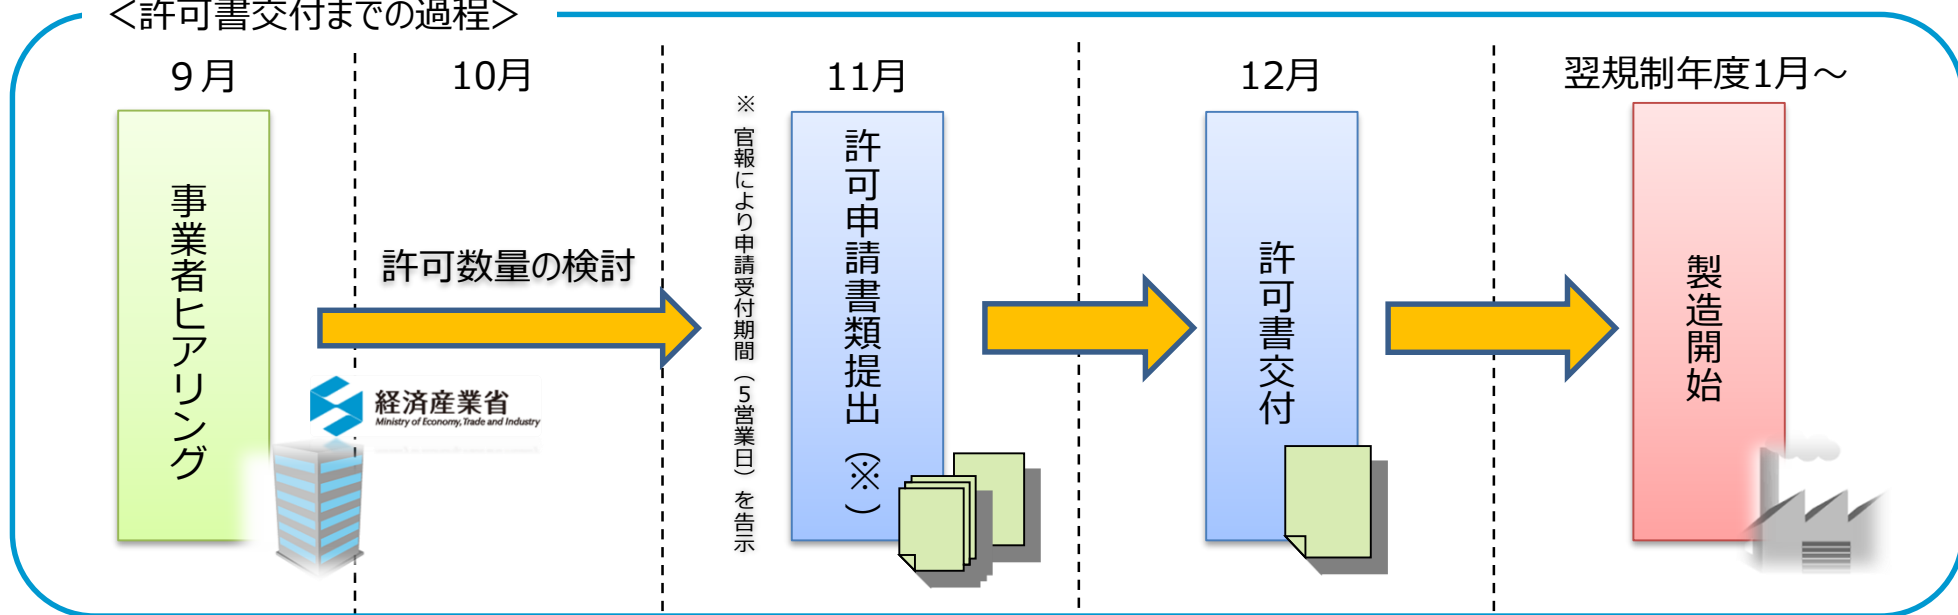 <許可書交付までの過程>
9月
10月
11月
12月
翌規制年度1月~
事業者ヒアリング
許可数量の検討
経済産業省
Ministry of Economy, Trade and Industry
※ 官報により申請受付期間(5営業日)を告示
許可申請書類提出(※)
許可書交付
製造開始